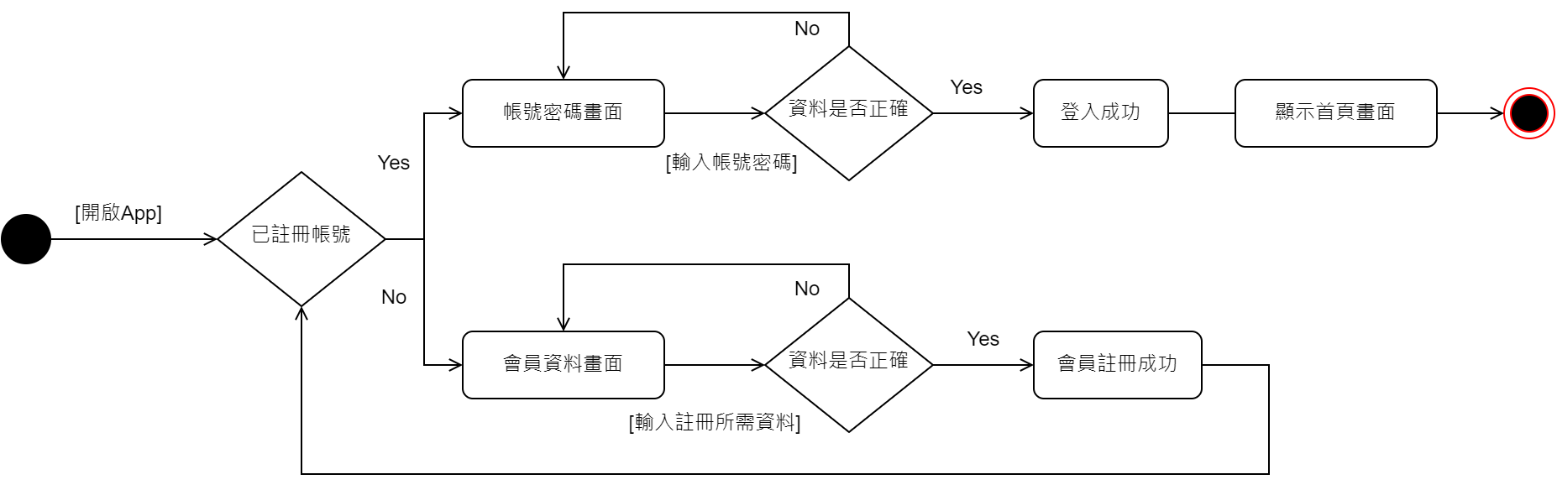 No
帳號密碼畫面
資料是否正確
Yes
登入成功
顯示首頁畫面
[輸入帳號密碼]
Yes
[開啟App]
已註冊帳號
No
No
會員資料畫面
資料是否正確
Yes
會員註冊成功
[輸入註冊所需資料]